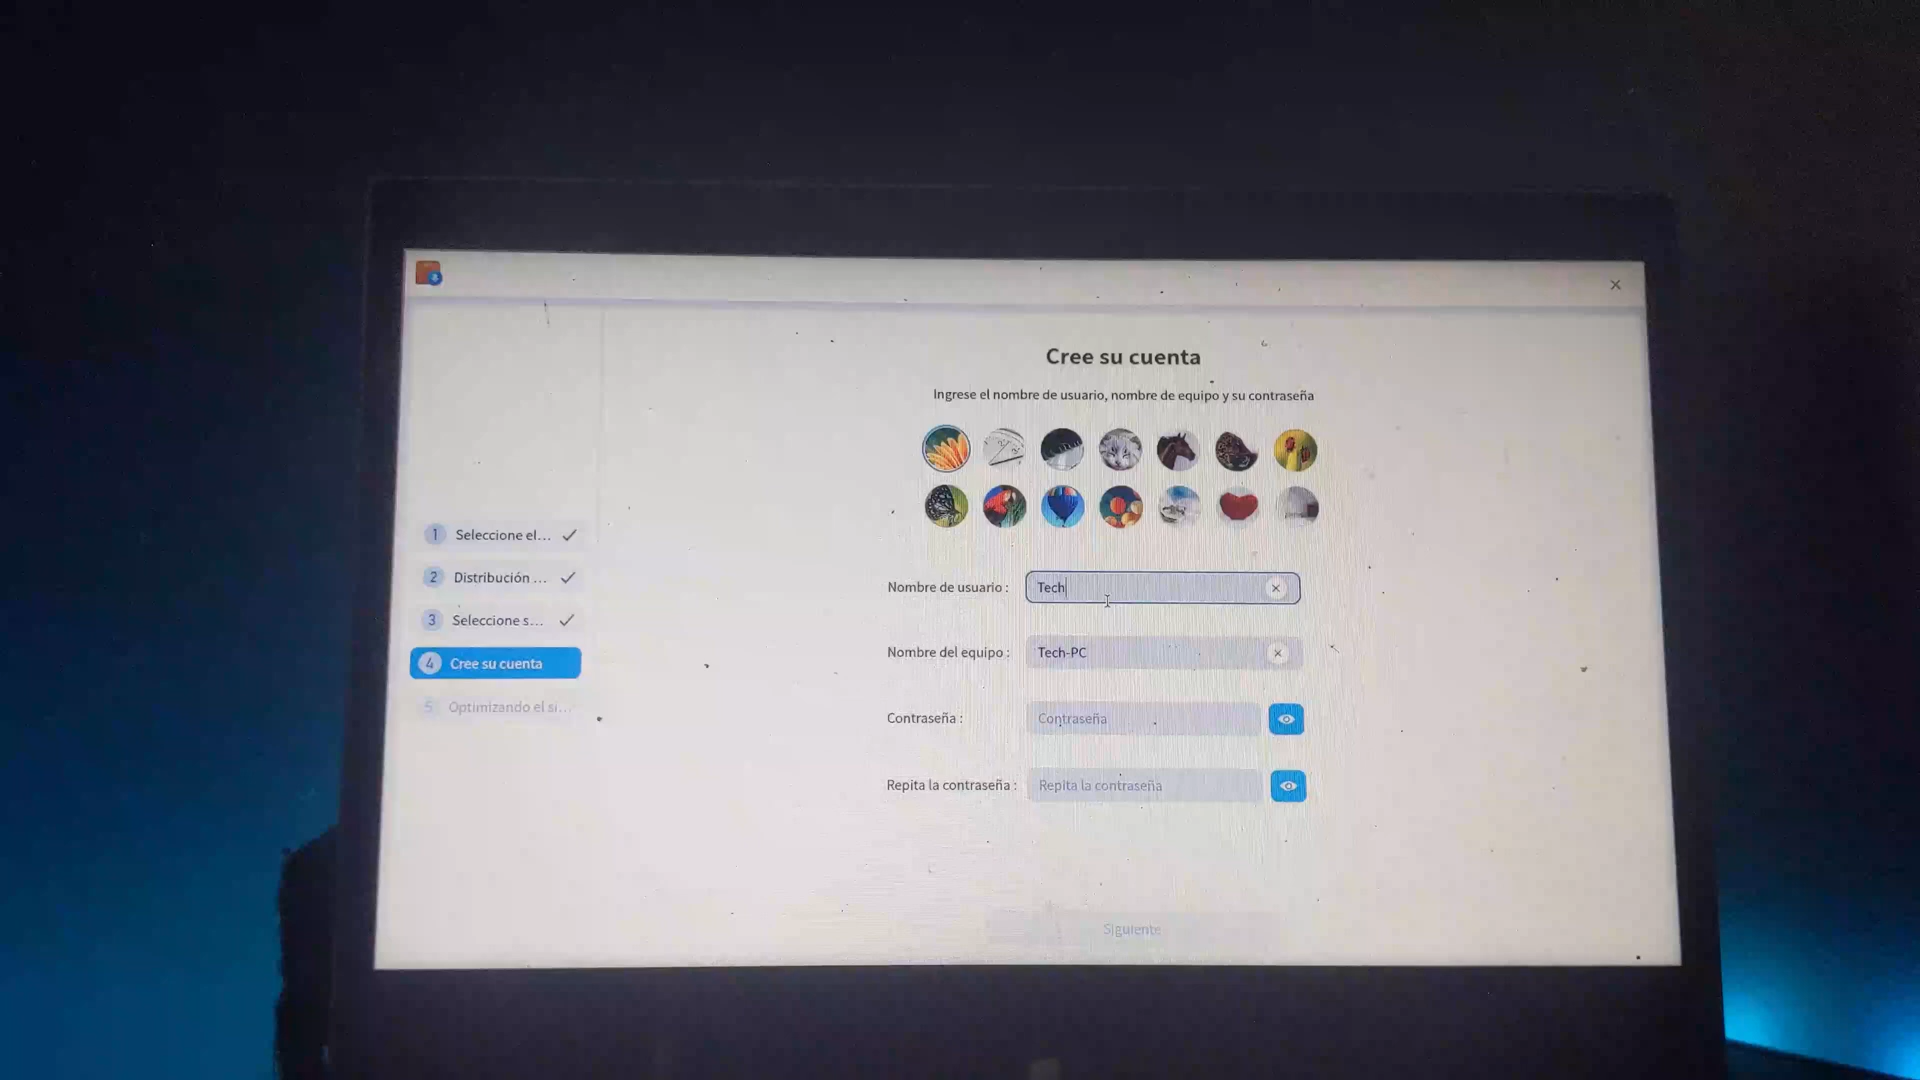 Cree su cuenta
Ingrese el nombre de usuario, nombre de equipo y su contraseña
1 Seleccione el... 
2 Distribución ...
3 Seleccione s...
4 Cree su cuenta
5 Optimizando el si...
Nombre de usuario : Tech
Nombre del equipo : Tech-PC
Contraseña : Contraseña
Repita la contraseña : Repita la contraseña
Siguiente